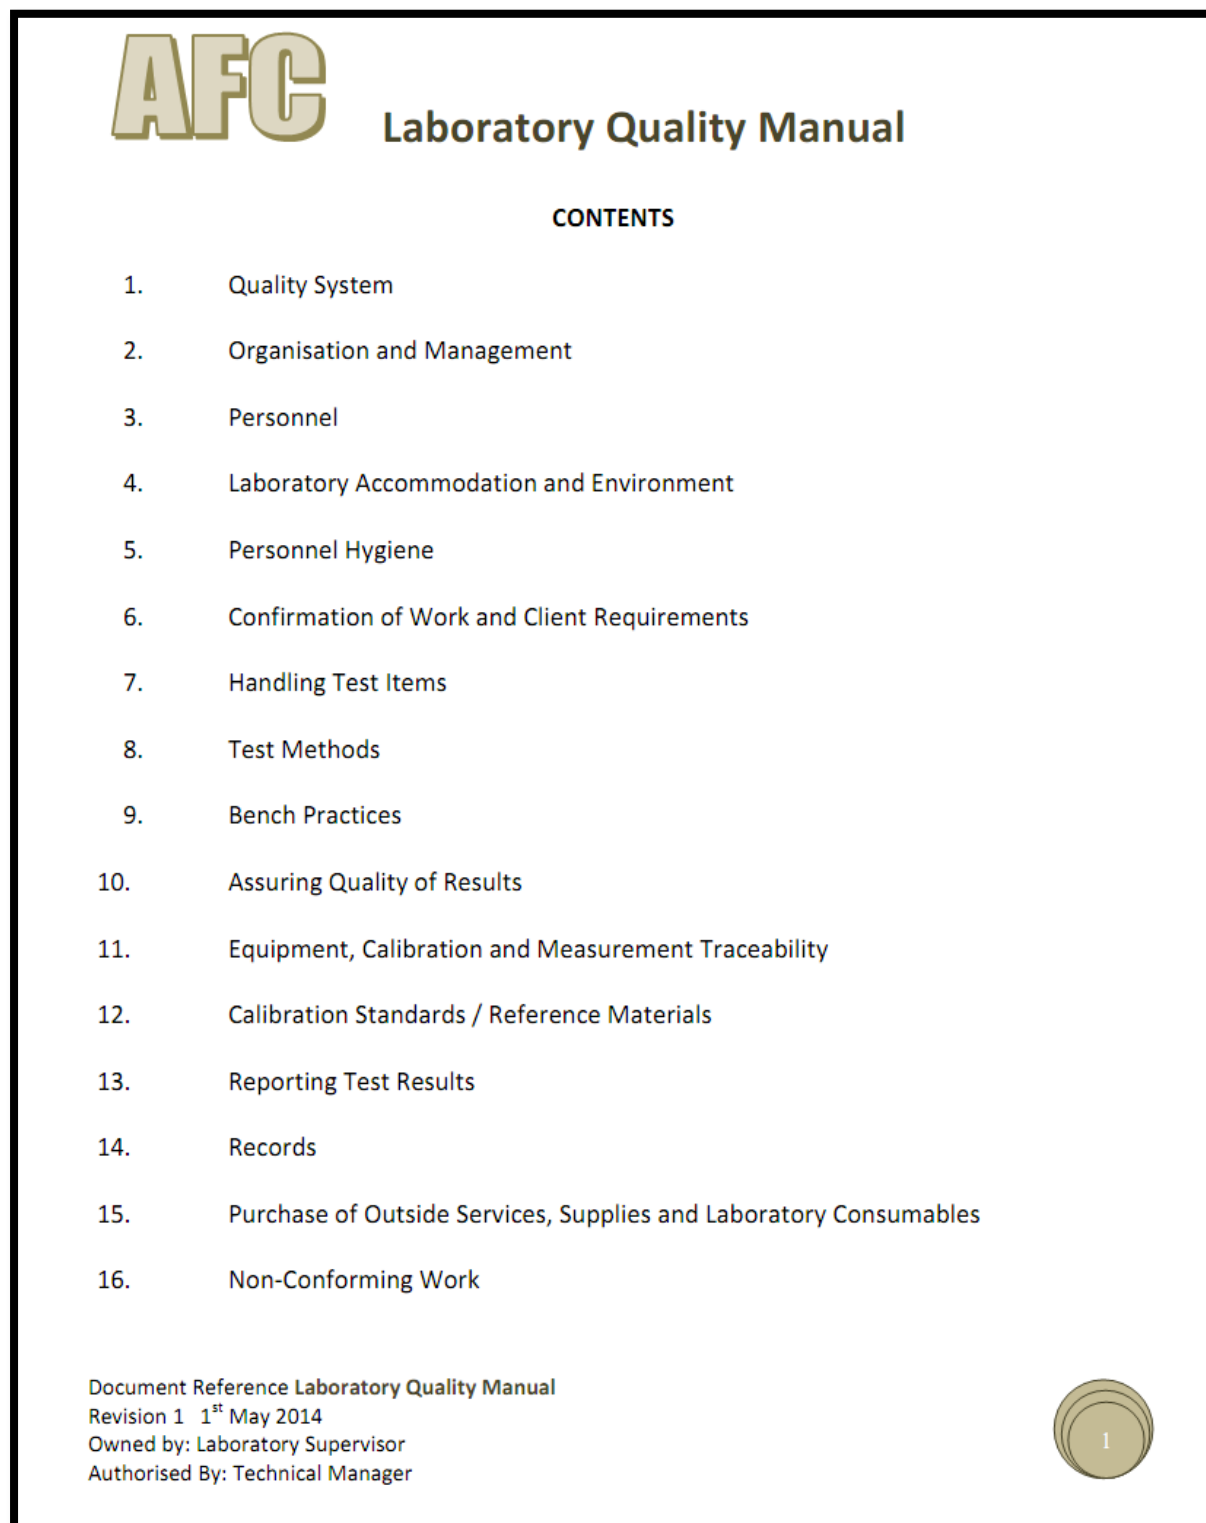 AFC
Laboratory Quality Manual
CONTENTS
1. Quality System
2. Organisation and Management
3. Personnel
4. Laboratory Accommodation and Environment
5. Personnel Hygiene
6. Confirmation of Work and Client Requirements
7. Handling Test Items
8. Test Methods
9. Bench Practices
10. Assuring Quality of Results
11. Equipment, Calibration and Measurement Traceability
12. Calibration Standards / Reference Materials
13. Reporting Test Results
14. Records
15. Purchase of Outside Services, Supplies and Laboratory Consumables
16. Non-Conforming Work
Document Reference Laboratory Quality Manual
Revision 1 1st May 2014
Owned by: Laboratory Supervisor
Authorised By: Technical Manager
1